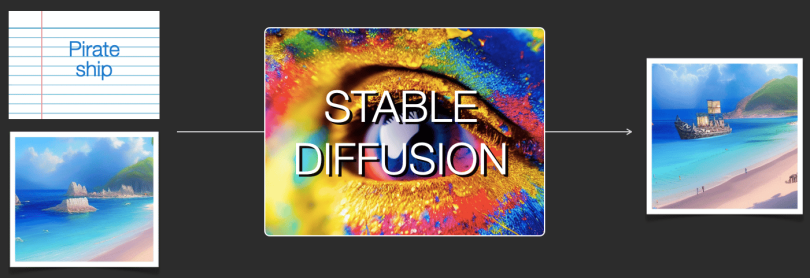 Pirate
ship
STABLE
DIFFUSION